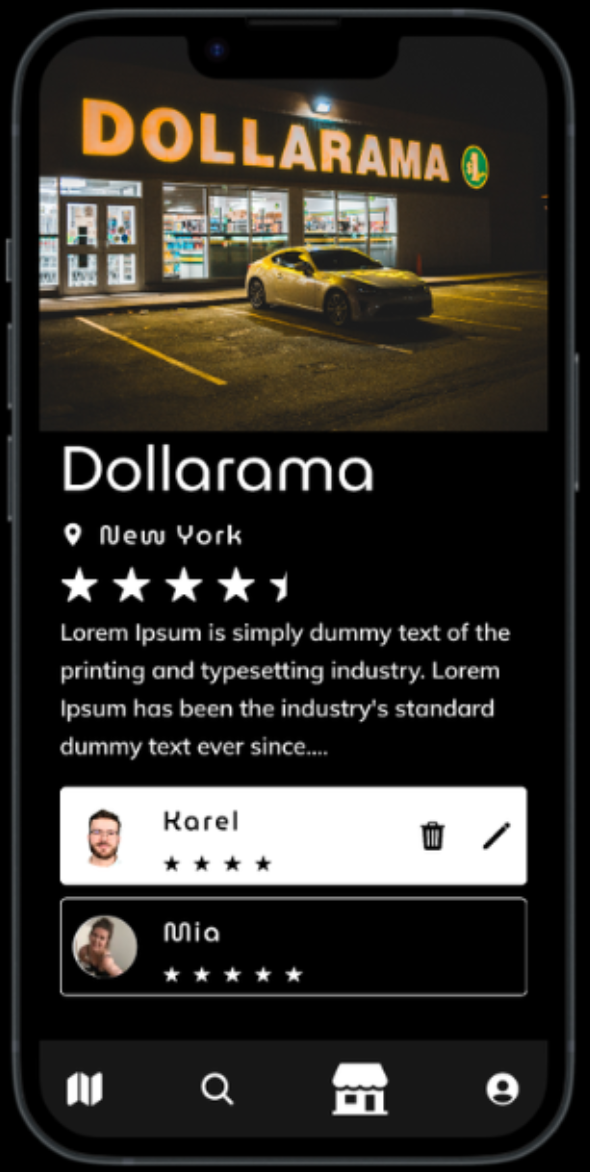 DOLLARAMA
Dollarama
New York
Lorem Ipsum is simply dummy text of the
printing and typesetting industry. Lorem
Ipsum has been the industry's standard
dummy text ever since....
Karel
Mia